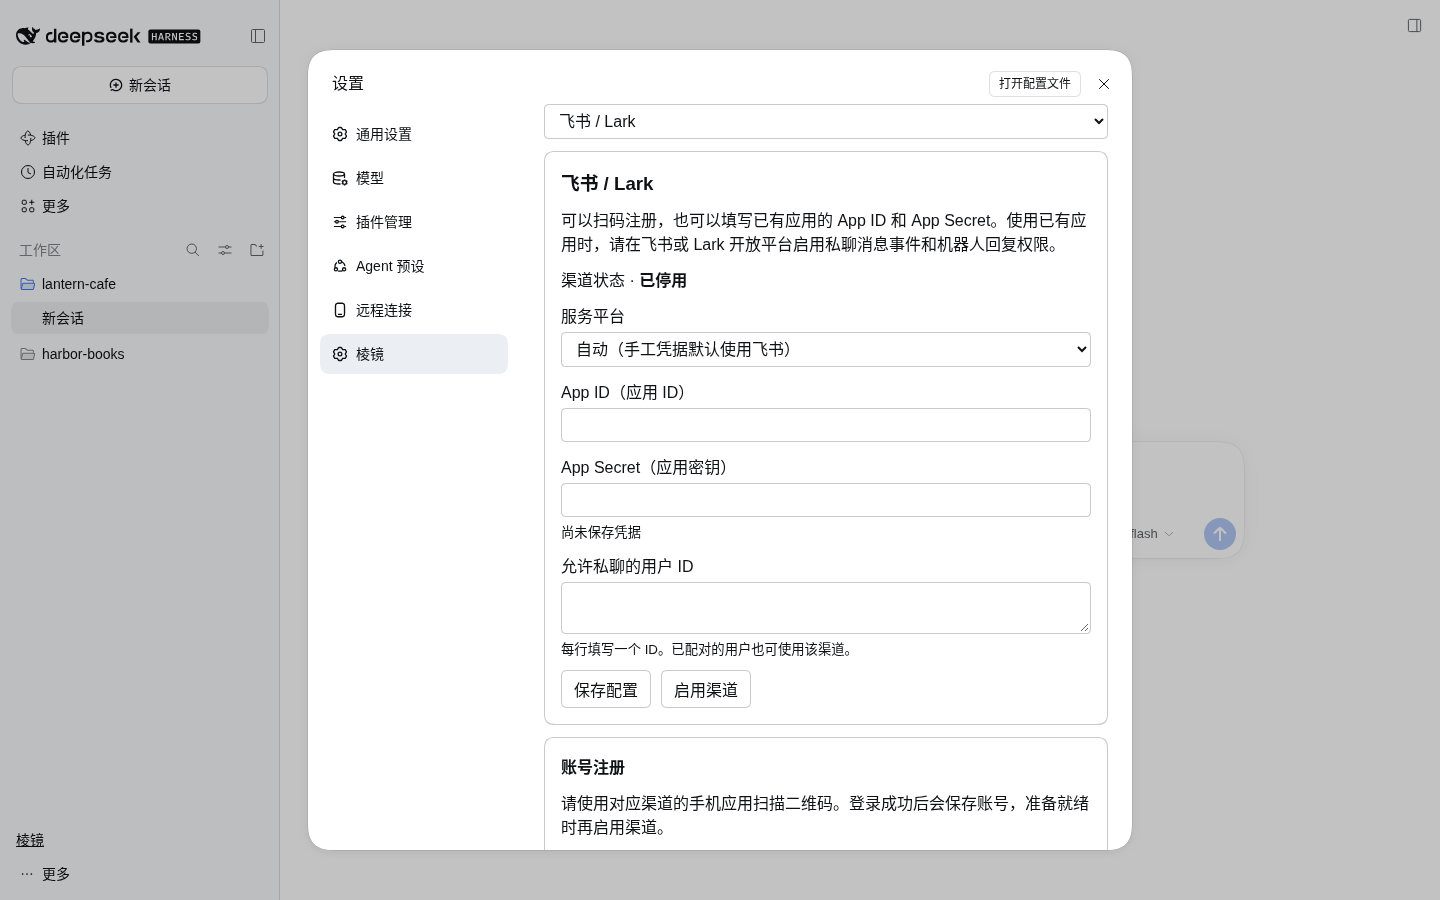 deepseek HARNESS
新会话
插件
自动化任务
更多
工作区
lantern-cafe
新会话
harbor-books
棱镜
更多
设置
打开配置文件
通用设置
模型
插件管理
Agent 预设
远程连接
棱镜
飞书 / Lark
飞书 / Lark
可以扫码注册，也可以填写已有应用的 App ID 和 App Secret。使用已有应
用时，请在飞书或 Lark 开放平台启用私聊消息事件和机器人回复权限。
渠道状态 · 已停用
服务平台
自动（手工凭据默认使用飞书）
App ID（应用 ID）
App Secret（应用密钥）
尚未保存凭据
允许私聊的用户 ID
每行填写一个 ID。已配对的用户也可使用该渠道。
保存配置
启用渠道
账号注册
请使用对应渠道的手机应用扫描二维码。登录成功后会保存账号，准备就绪
时再启用渠道。
flash